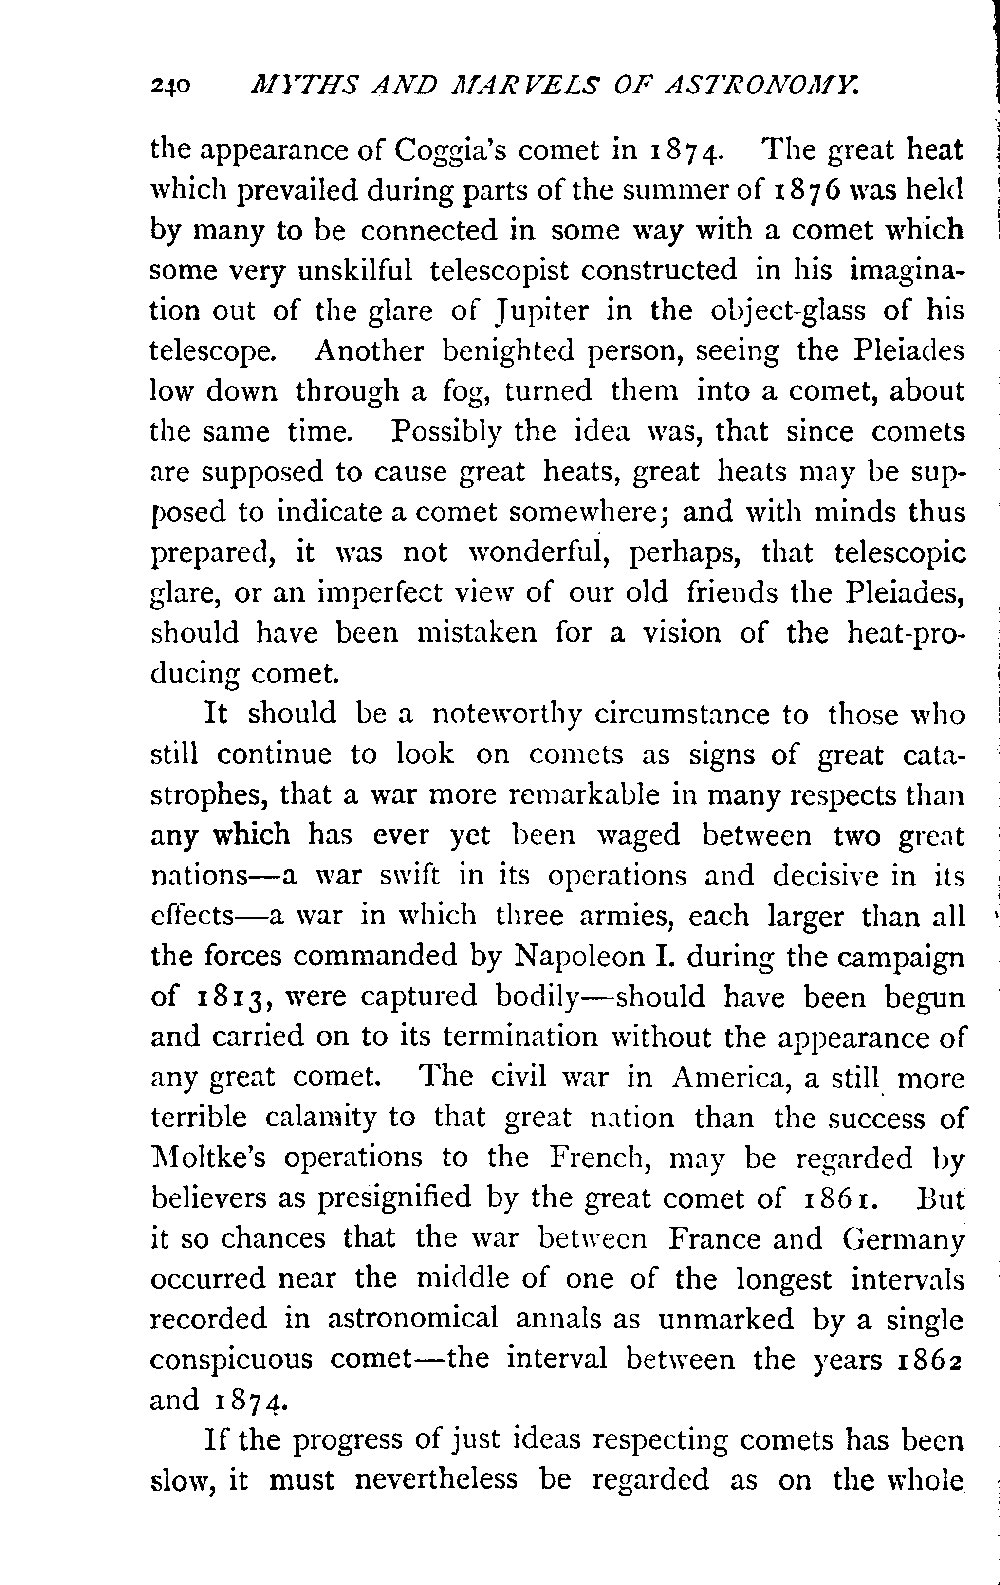 240 MYTHS AND MARVELS OF ASTRONOMY.
the appearance of Coggia's comet in 1874. The great heat
which prevailed during parts of the summer of 1876 was held
by many to be connected in some way with a comet which
some very unskilful telescopist constructed in his imagina-
tion out of the glare of Jupiter in the object-glass of his
telescope. Another benighted person, seeing the Pleiades
low down through a fog, turned them into a comet, about
the same time. Possibly the idea was, that since comets
are supposed to cause great heats, great heats may be sup-
posed to indicate a comet somewhere; and with minds thus
prepared, it was not wonderful, perhaps, that telescopic
glare, or an imperfect view of our old friends the Pleiades,
should have been mistaken for a vision of the heat-pro-
ducing comet.
It should be a noteworthy circumstance to those who
still continue to look on comets as signs of great cata-
strophes, that a war more remarkable in many respects than
any which has ever yet been waged between two great
nations—a war swift in its operations and decisive in its
effects—a war in which three armies, each larger than all
the forces commanded by Napoleon I. during the campaign
of 1813, were captured bodily—should have been begun
and carried on to its termination without the appearance of
any great comet. The civil war in America, a still more
terrible calamity to that great nation than the success of
Moltke's operations to the French, may be regarded by
believers as presignified by the great comet of 1861. But
it so chances that the war between France and Germany
occurred near the middle of one of the longest intervals
recorded in astronomical annals as unmarked by a single
conspicuous comet—the interval between the years 1862
and 1874.
If the progress of just ideas respecting comets has been
slow, it must nevertheless be regarded as on the whole